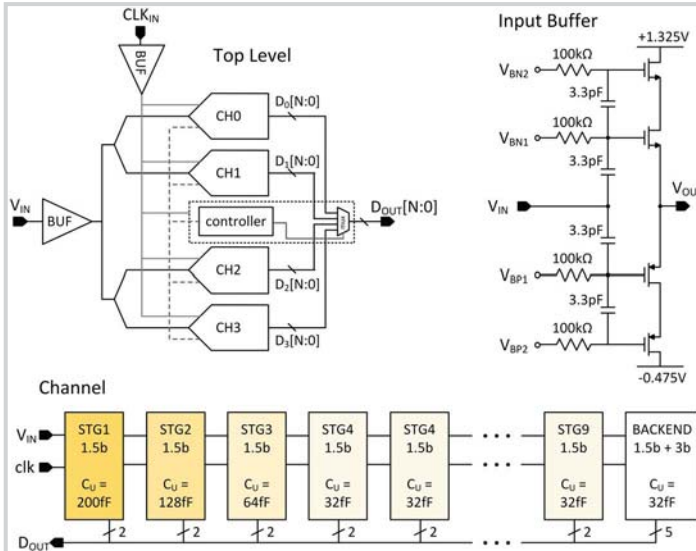 CLK_IN
BUF
Top Level
CH0
D_0[N:0]
CH1
D_1[N:0]
V_IN
BUF
controller
mux
D_OUT[N:0]
CH2
D_2[N:0]
CH3
D_3[N:0]
Input Buffer
+1.325V
100kΩ
V_BN2
3.3pF
100kΩ
V_BN1
3.3pF
V_IN
V_OU
3.3pF
100kΩ
V_BP1
3.3pF
100kΩ
V_BP2
-0.475V
Channel
V_IN
clk
D_OUT
STG1
1.5b
C_U =
200fF
2
STG2
1.5b
C_U =
128fF
2
STG3
1.5b
C_U =
64fF
2
STG4
1.5b
C_U =
32fF
2
STG4
1.5b
C_U =
32fF
2
STG9
1.5b
C_U =
32fF
2
BACKEND
1.5b + 3b
C_U =
32fF
5